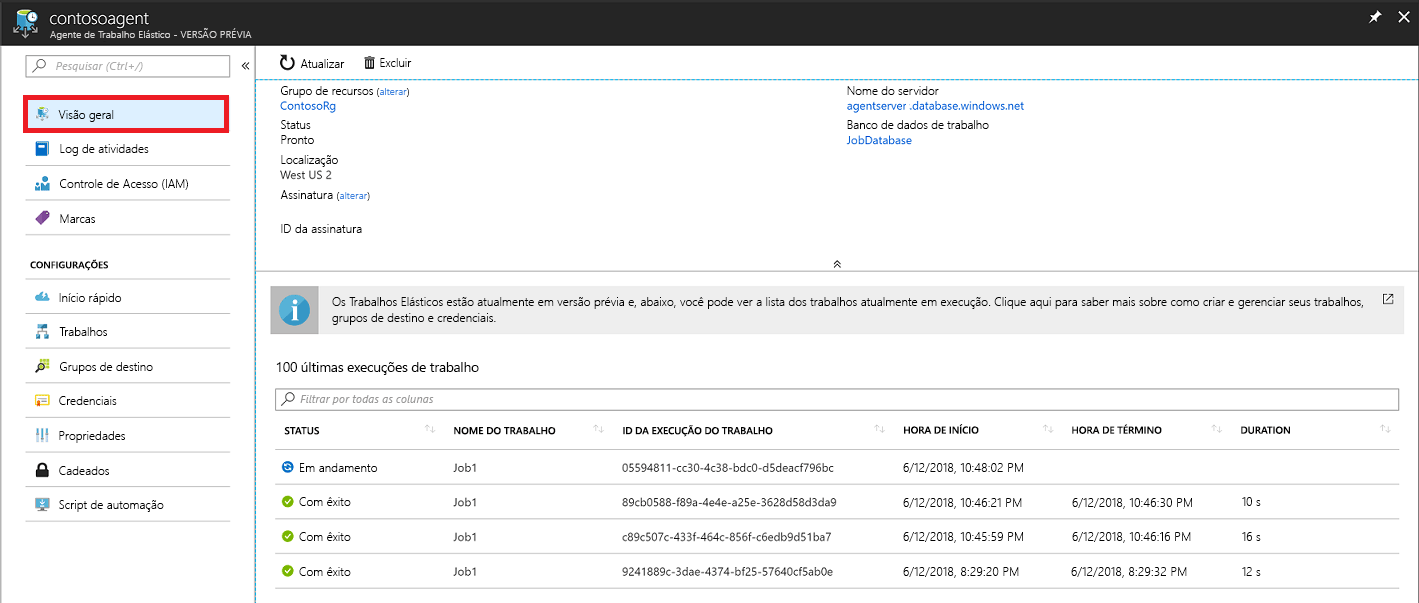 contosoagent
Agente de Trabalho Elástico - VERSÃO PRÉVIA
Pesquisar (Ctrl+/)
«
Visão geral
Log de atividades
Controle de Acesso (IAM)
Marcas
CONFIGURAÇÕES
Início rápido
Trabalhos
Grupos de destino
Credenciais
Propriedades
Cadeados
Script de automação
Atualizar Excluir
Grupo de recursos (alterar)
ContosoRg
Status
Pronto
Localização
West US 2
Assinatura (alterar)
ID da assinatura
Nome do servidor
agentserver .database.windows.net
Banco de dados de trabalho
JobDatabase
Os Trabalhos Elásticos estão atualmente em versão prévia e, abaixo, você pode ver a lista dos trabalhos atualmente em execução. Clique aqui para saber mais sobre como criar e gerenciar seus trabalhos,
grupos de destino e credenciais.
100 últimas execuções de trabalho
Filtrar por todas as colunas
STATUS NOME DO TRABALHO ID DA EXECUÇÃO DO TRABALHO HORA DE INÍCIO HORA DE TÉRMINO DURATION
Em andamento Job1 05594811-cc30-4c38-bdc0-d5deacf796bc 6/12/2018, 10:48:02 PM
Com êxito Job1 89cb0588-f89a-4e4e-a25e-3628d58d3da9 6/12/2018, 10:46:21 PM 6/12/2018, 10:46:30 PM 10 s
Com êxito Job1 c89c507c-433f-464c-856f-c6edb9d51ba7 6/12/2018, 10:45:59 PM 6/12/2018, 10:46:16 PM 16 s
Com êxito Job1 9241889c-3dae-4374-bf25-57640cf5ab0e 6/12/2018, 8:29:20 PM 6/12/2018, 8:29:32 PM 12 s